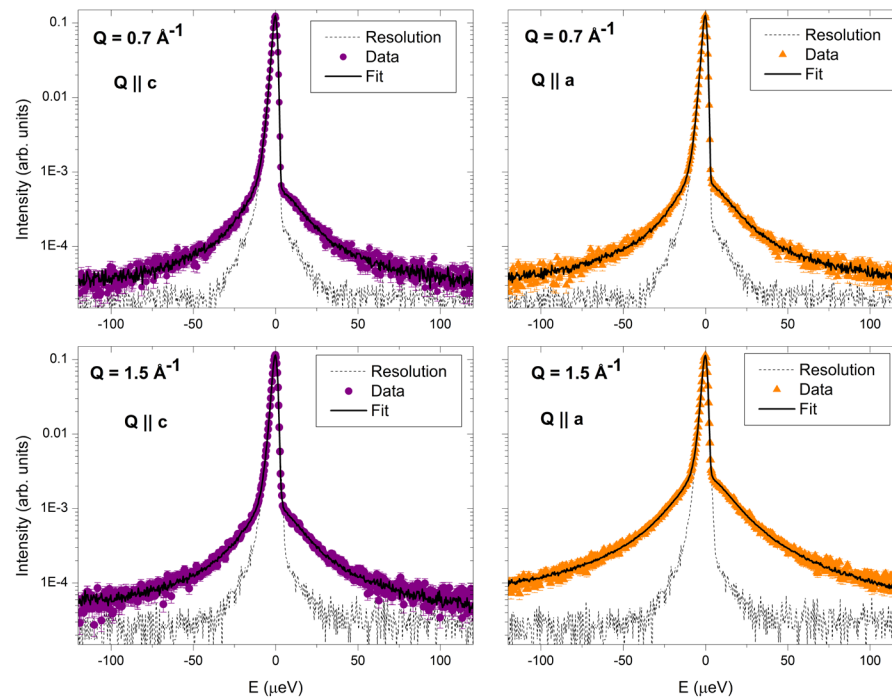 Q = 0.7 Å⁻¹
Q || c
Resolution
Data
Fit
Intensity (arb. units)
0.1
0.01
1E-3
1E-4
-100 -50 0 50 100
Q = 0.7 Å⁻¹
Q || a
Resolution
Data
Fit
-100 -50 0 50 100
Q = 1.5 Å⁻¹
Q || c
Resolution
Data
Fit
Intensity (arb. units)
0.1
0.01
1E-3
1E-4
-100 -50 0 50 100
E (μeV)
Q = 1.5 Å⁻¹
Q || a
Resolution
Data
Fit
-100 -50 0 50 100
E (μeV)